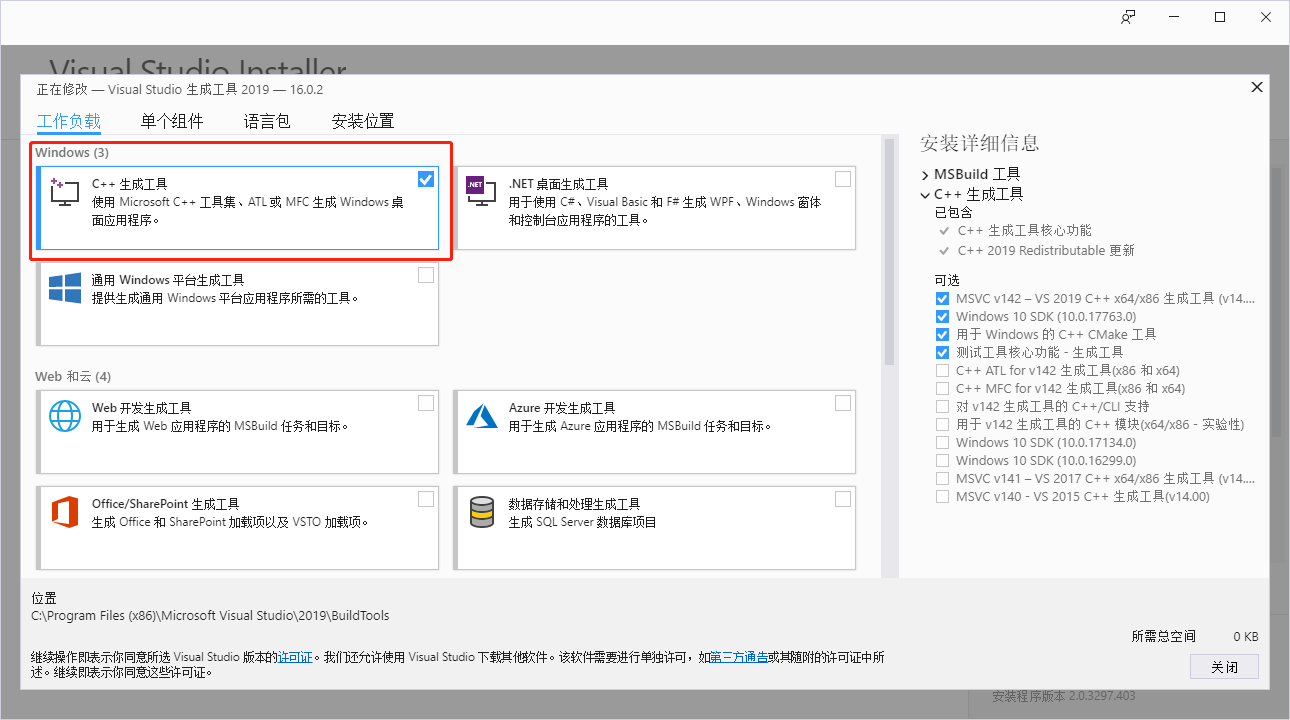 Visual Studio Installer
正在修改 — Visual Studio 生成工具 2019 — 16.0.2
工作负载
单个组件
语言包
安装位置
Windows (3)
C++ 生成工具
使用 Microsoft C++ 工具集、ATL 或 MFC 生成 Windows 桌
面应用程序。
.NET
.NET 桌面生成工具
用于使用 C#、Visual Basic 和 F# 生成 WPF、Windows 窗体
和控制台应用程序的工具。
通用 Windows 平台生成工具
提供生成通用 Windows 平台应用程序所需的工具。
Web 和云 (4)
Web 开发生成工具
用于生成 Web 应用程序的 MSBuild 任务和目标。
Azure 开发生成工具
用于生成 Azure 应用程序的 MSBuild 任务和目标。
Office/SharePoint 生成工具
生成 Office 和 SharePoint 加载项以及 VSTO 加载项。
数据存储和处理生成工具
生成 SQL Server 数据库项目
安装详细信息
MSBuild 工具
C++ 生成工具
已包含
C++ 生成工具核心功能
C++ 2019 Redistributable 更新
可选
MSVC v142 – VS 2019 C++ x64/x86 生成工具 (v14....
Windows 10 SDK (10.0.17763.0)
用于 Windows 的 C++ CMake 工具
测试工具核心功能 - 生成工具
C++ ATL for v142 生成工具(x86 和 x64)
C++ MFC for v142 生成工具(x86 和 x64)
对 v142 生成工具的 C++/CLI 支持
用于 v142 生成工具的 C++ 模块(x64/x86 - 实验性)
Windows 10 SDK (10.0.17134.0)
Windows 10 SDK (10.0.16299.0)
MSVC v141 – VS 2017 C++ x64/x86 生成工具 (v14....
MSVC v140 - VS 2015 C++ 生成工具(v14.00)
位置
C:\Program Files (x86)\Microsoft Visual Studio\2019\BuildTools
所需总空间 0 KB
继续操作即表示你同意所选 Visual Studio 版本的许可证。我们还允许使用 Visual Studio 下载其他软件。该软件需要进行单独许可，如第三方通告或其随附的许可证中所
述。继续即表示你同意这些许可证。
关闭
安装程序版本 2.0.3297.403